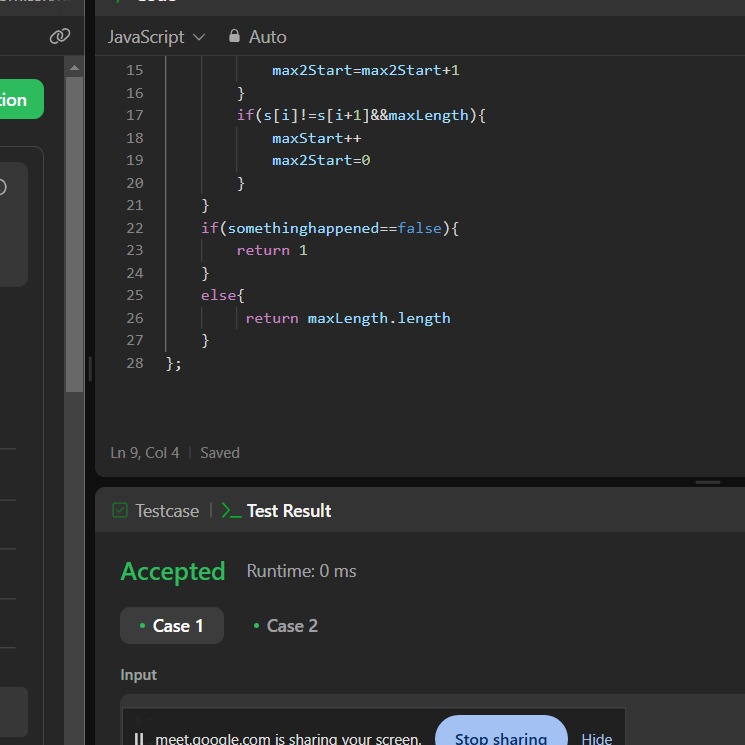 JavaScript Auto
15 max2Start=max2Start+1
16 }
17 if(s[i]!=s[i+1]&&maxLength){
18 maxStart++
19 max2Start=0
20 }
21 }
22 if(somethinghappened==false){
23 return 1
24 }
25 else{
26 return maxLength.length
27 }
28 };
Ln 9, Col 4 | Saved
Testcase | >_ Test Result
Accepted Runtime: 0 ms
• Case 1 • Case 2
Input
meet.google.com is sharing your screen. Stop sharing Hide